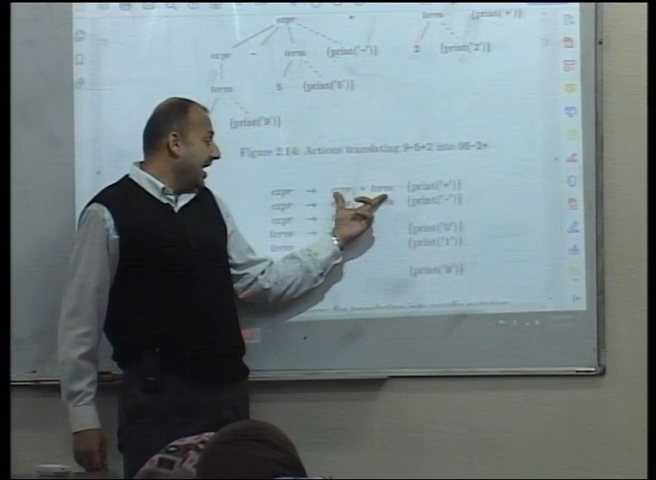 expr term {print('+')}
expr - term {print('-')} 2 {print('2')}
term 5 {print('5')}
{print('9')}
Figure 2.14: Actions translating 9-5+2 into 95-2+
expr → expr₁ + term {print('+')}
expr → {print('-')}
expr →
term → {print('0')}
term → {print('1')}
{print('9')}